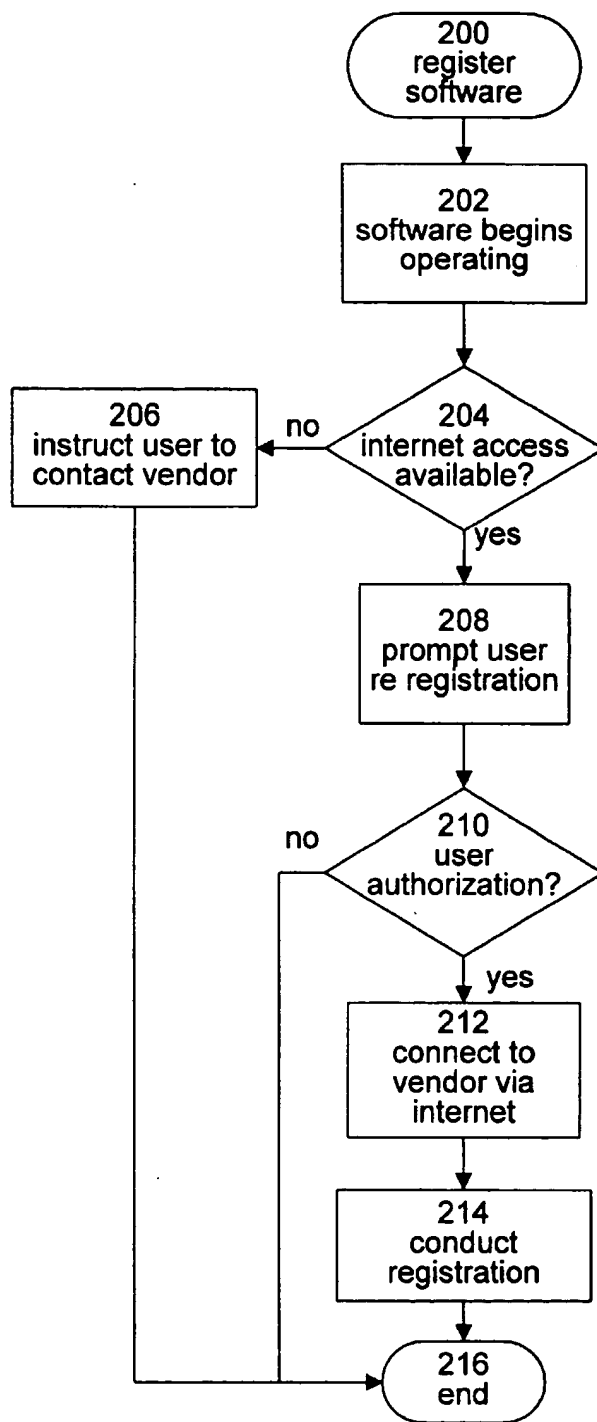 200
register
software
202
software begins
operating
204
internet access
available?
no
206
instruct user to
contact vendor
yes
208
prompt user
re registration
210
user
authorization?
no
yes
212
connect to
vendor via
internet
214
conduct
registration
216
end